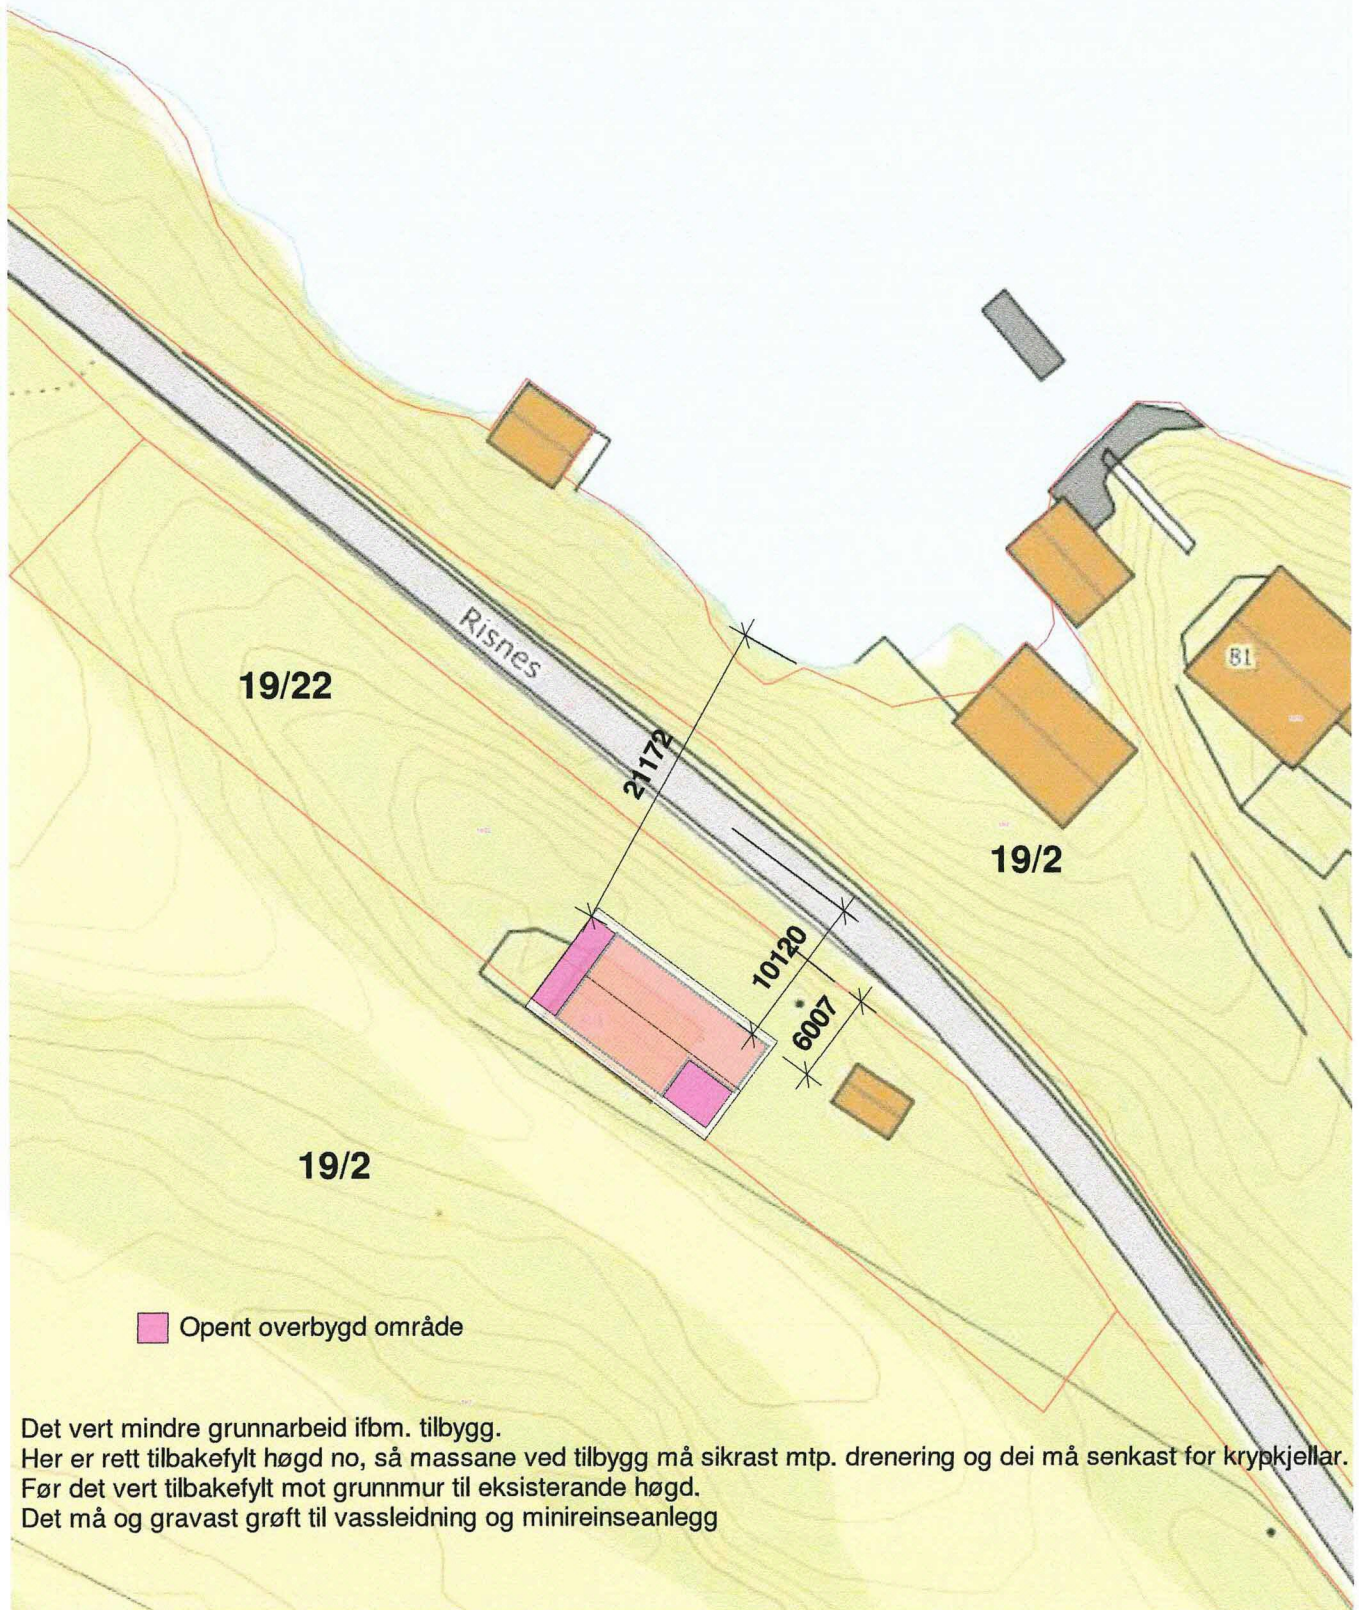 Risnes
81
19/22
21172
19/2
10120
6007
19/2
Opent overbygd område
Det vert mindre grunnarbeid ifbm. tilbygg.
Her er rett tilbakefylt høgd no, så massane ved tilbygg må sikrast mtp. drenering og dei må senkast for krypkjellar.
Før det vert tilbakefylt mot grunnmur til eksisterande høgd.
Det må og gravast grøft til vassleidning og minireinseanlegg